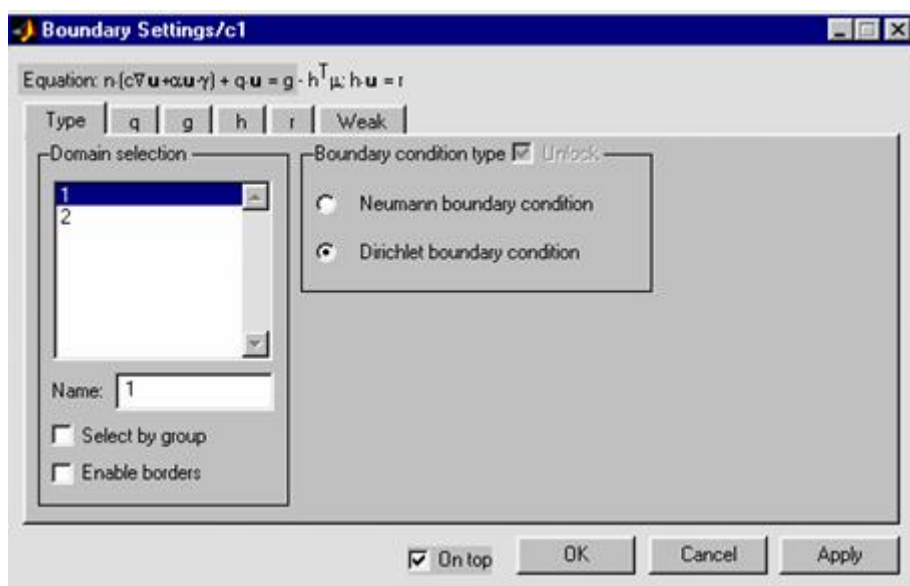 Boundary Settings/c1
Equation: n·(c∇u+αu-γ) + q·u = g - hᵀμ; h·u = r
Type q g h r Weak
Domain selection
1
2
Name: 1
Select by group
Enable borders
Boundary condition type Unlock
Neumann boundary condition
Dirichlet boundary condition
On top OK Cancel Apply